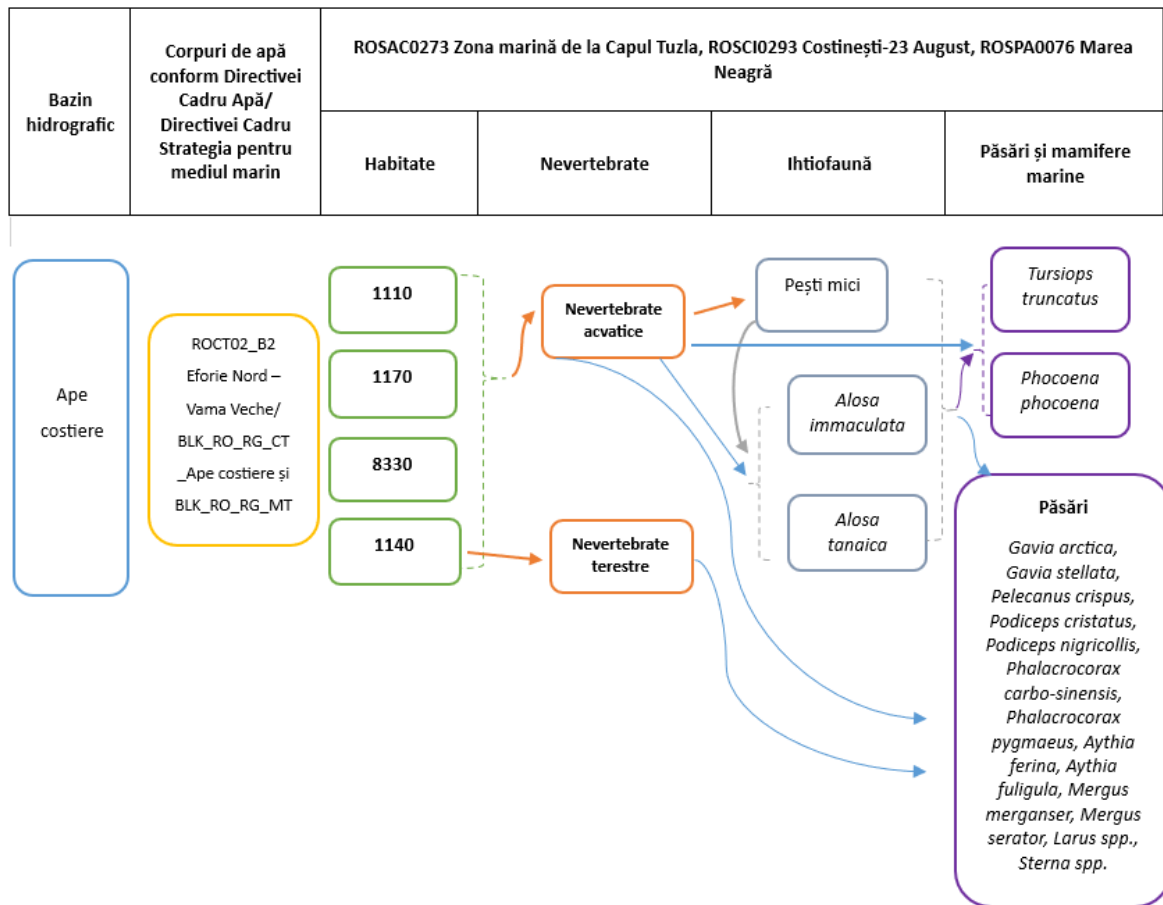 Bazin
hidrografic
Corpuri de apă
conform Directivei
Cadru Apă/
Directivei Cadru
Strategia pentru
mediul marin
ROSAC0273 Zona marină de la Capul Tuzla, ROSCI0293 Costinești-23 August, ROSPA0076 Marea
Neagră
Habitate
Nevertebrate
Ihtiofaună
Păsări și mamifere
marine
Ape
costiere
ROCT02_B2
Eforie Nord –
Vama Veche/
BLK_RO_RG_CT
_Ape costiere și
BLK_RO_RG_MT
1110
1170
8330
1140
Nevertebrate
acvatice
Nevertebrate
terestre
Pești mici
Alosa
immaculata
Alosa
tanaica
Tursiops
truncatus
Phocoena
phocoena
Păsări
Gavia arctica,
Gavia stellata,
Pelecanus crispus,
Podiceps cristatus,
Podiceps nigricollis,
Phalacrocorax
carbo-sinensis,
Phalacrocorax
pygmaeus, Aythia
ferina, Aythia
fuligula, Mergus
merganser, Mergus
serator, Larus spp.,
Sterna spp.